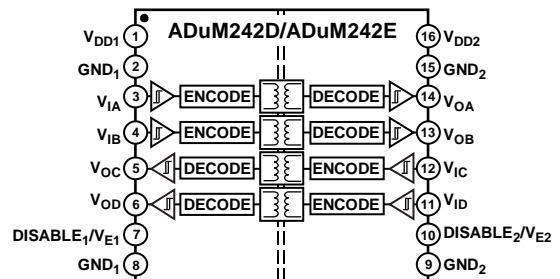 ADuM242D/ADuM242E
VDD1 1 16 VDD2
GND1 2 15 GND2
VIA 3 ENCODE DECODE 14 VOA
VIB 4 ENCODE DECODE 13 VOB
VOC 5 DECODE ENCODE 12 VIC
VOD 6 DECODE ENCODE 11 VID
DISABLE1/VE1 7 10 DISABLE2/VE2
GND1 8 9 GND2